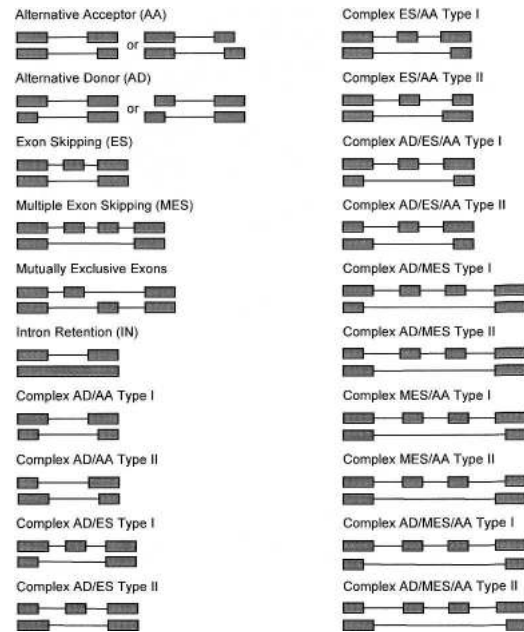 Alternative Acceptor (AA)
or
Alternative Donor (AD)
or
Exon Skipping (ES)
Multiple Exon Skipping (MES)
Mutually Exclusive Exons
Intron Retention (IN)
Complex AD/AA Type I
Complex AD/AA Type II
Complex AD/ES Type I
Complex AD/ES Type II
Complex ES/AA Type I
Complex ES/AA Type II
Complex AD/ES/AA Type I
Complex AD/ES/AA Type II
Complex AD/MES Type I
Complex AD/MES Type II
Complex MES/AA Type I
Complex MES/AA Type II
Complex AD/MES/AA Type I
Complex AD/MES/AA Type II